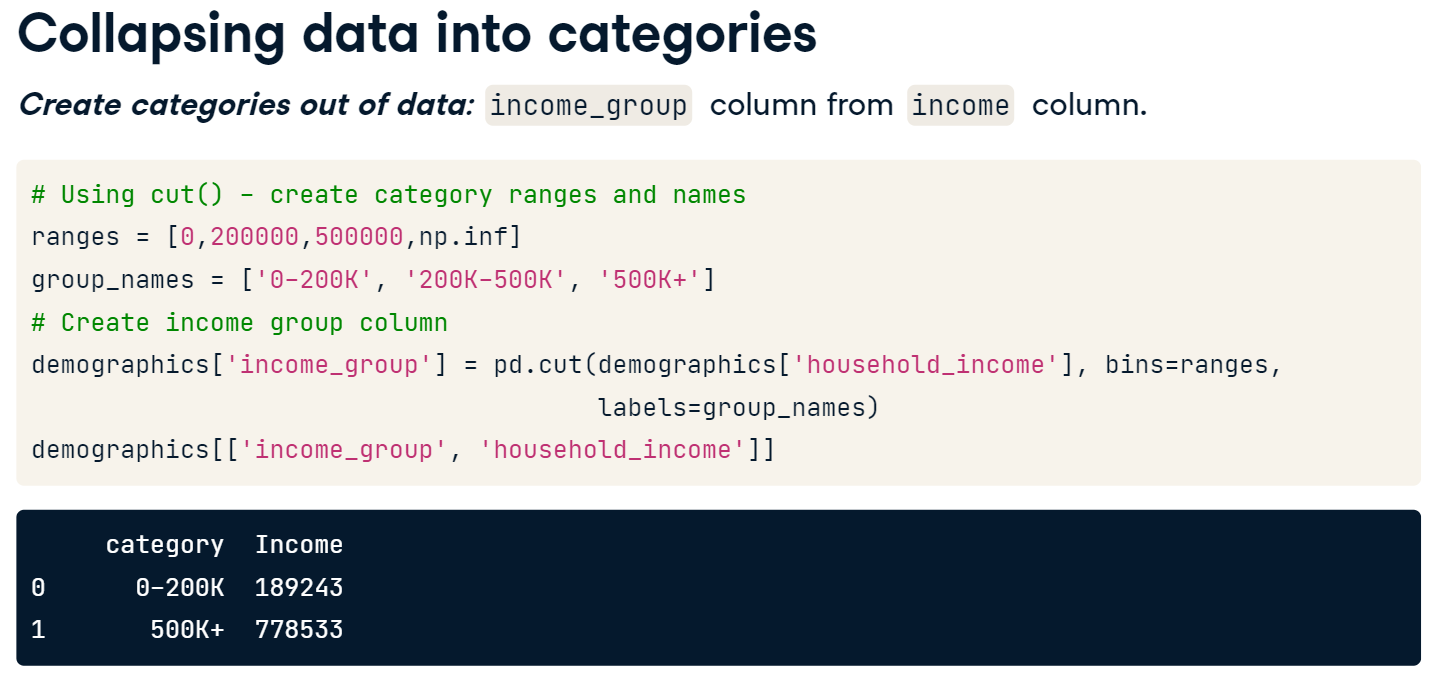 Collapsing data into categories
Create categories out of data: income_group column from income column.
# Using cut() - create category ranges and names
ranges = [0,200000,500000,np.inf]
group_names = ['0-200K', '200K-500K', '500K+']
# Create income group column
demographics['income_group'] = pd.cut(demographics['household_income'], bins=ranges,
labels=group_names)
demographics[['income_group', 'household_income']]
category Income
0 0-200K 189243
1 500K+ 778533